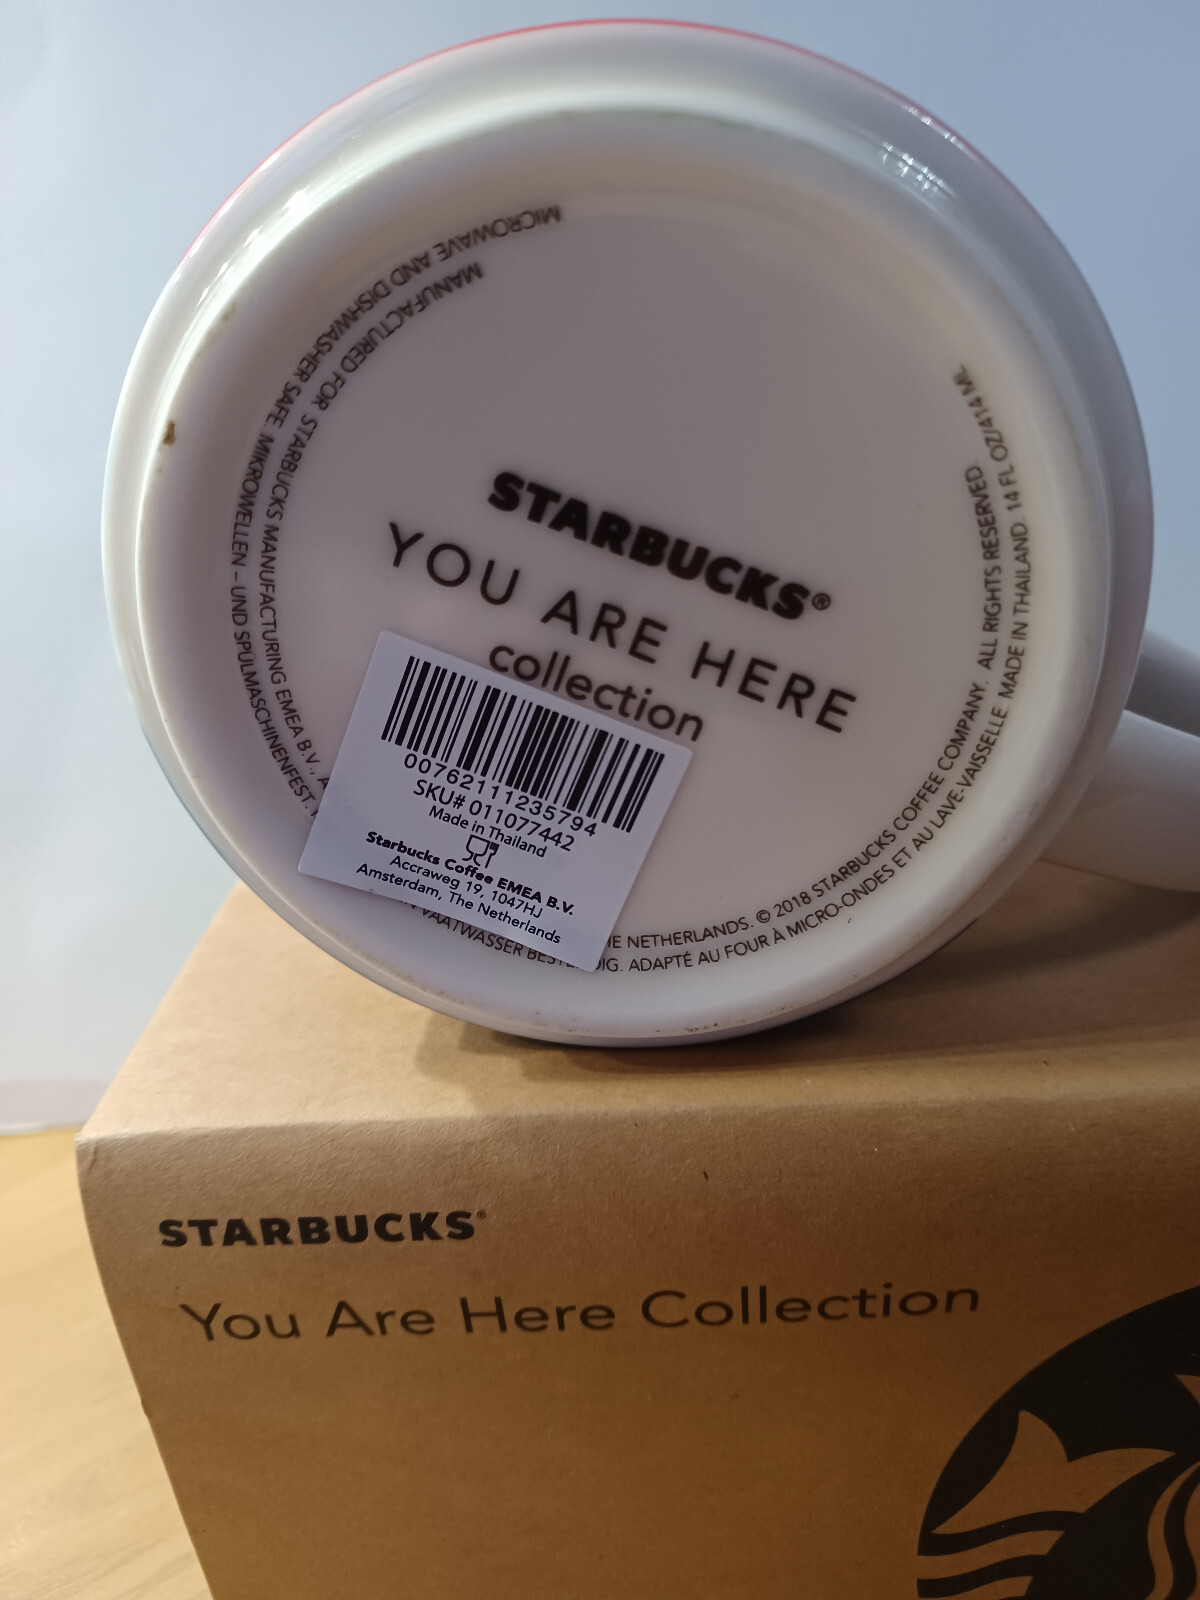 MICROWAVE AND DISHWASHER SAFE. MIKROWELLEN – UND SPÜLMASCHINENFEST.
VAATWASSER ADAPTÉ AU FOUR À MICRO-ONDES ET AU LAVE-VAISSELLE. MADE IN THAILAND. 14 FL OZ/414 ML
MANUFACTURED FOR STARBUCKS MANUFACTURING EMEA B.V.,
NETHERLANDS. © 2018 STARBUCKS COFFEE COMPANY. ALL RIGHTS RESERVED.
STARBUCKS®
YOU ARE HERE
collection
00762111235794
SKU# 011077442
Made in Thailand
Starbucks Coffee EMEA B.V.
Accraweg 19, 1047HJ
Amsterdam, The Netherlands
STARBUCKS®
You Are Here Collection